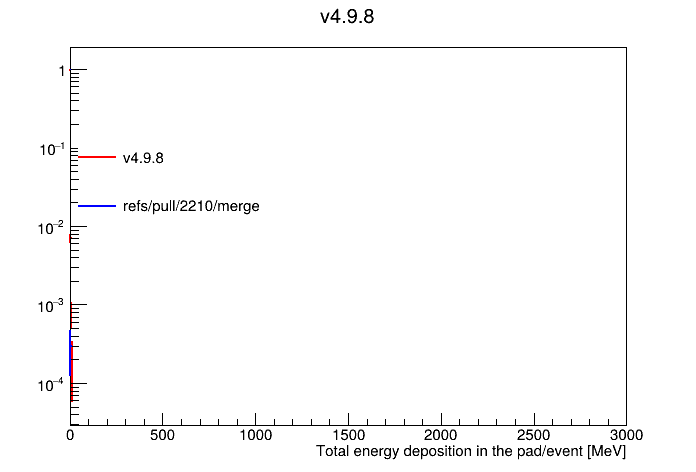 v4.9.8
1
10⁻¹
v4.9.8
refs/pull/2210/merge
10⁻²
10⁻³
10⁻⁴
0 500 1000 1500 2000 2500 3000
Total energy deposition in the pad/event [MeV]